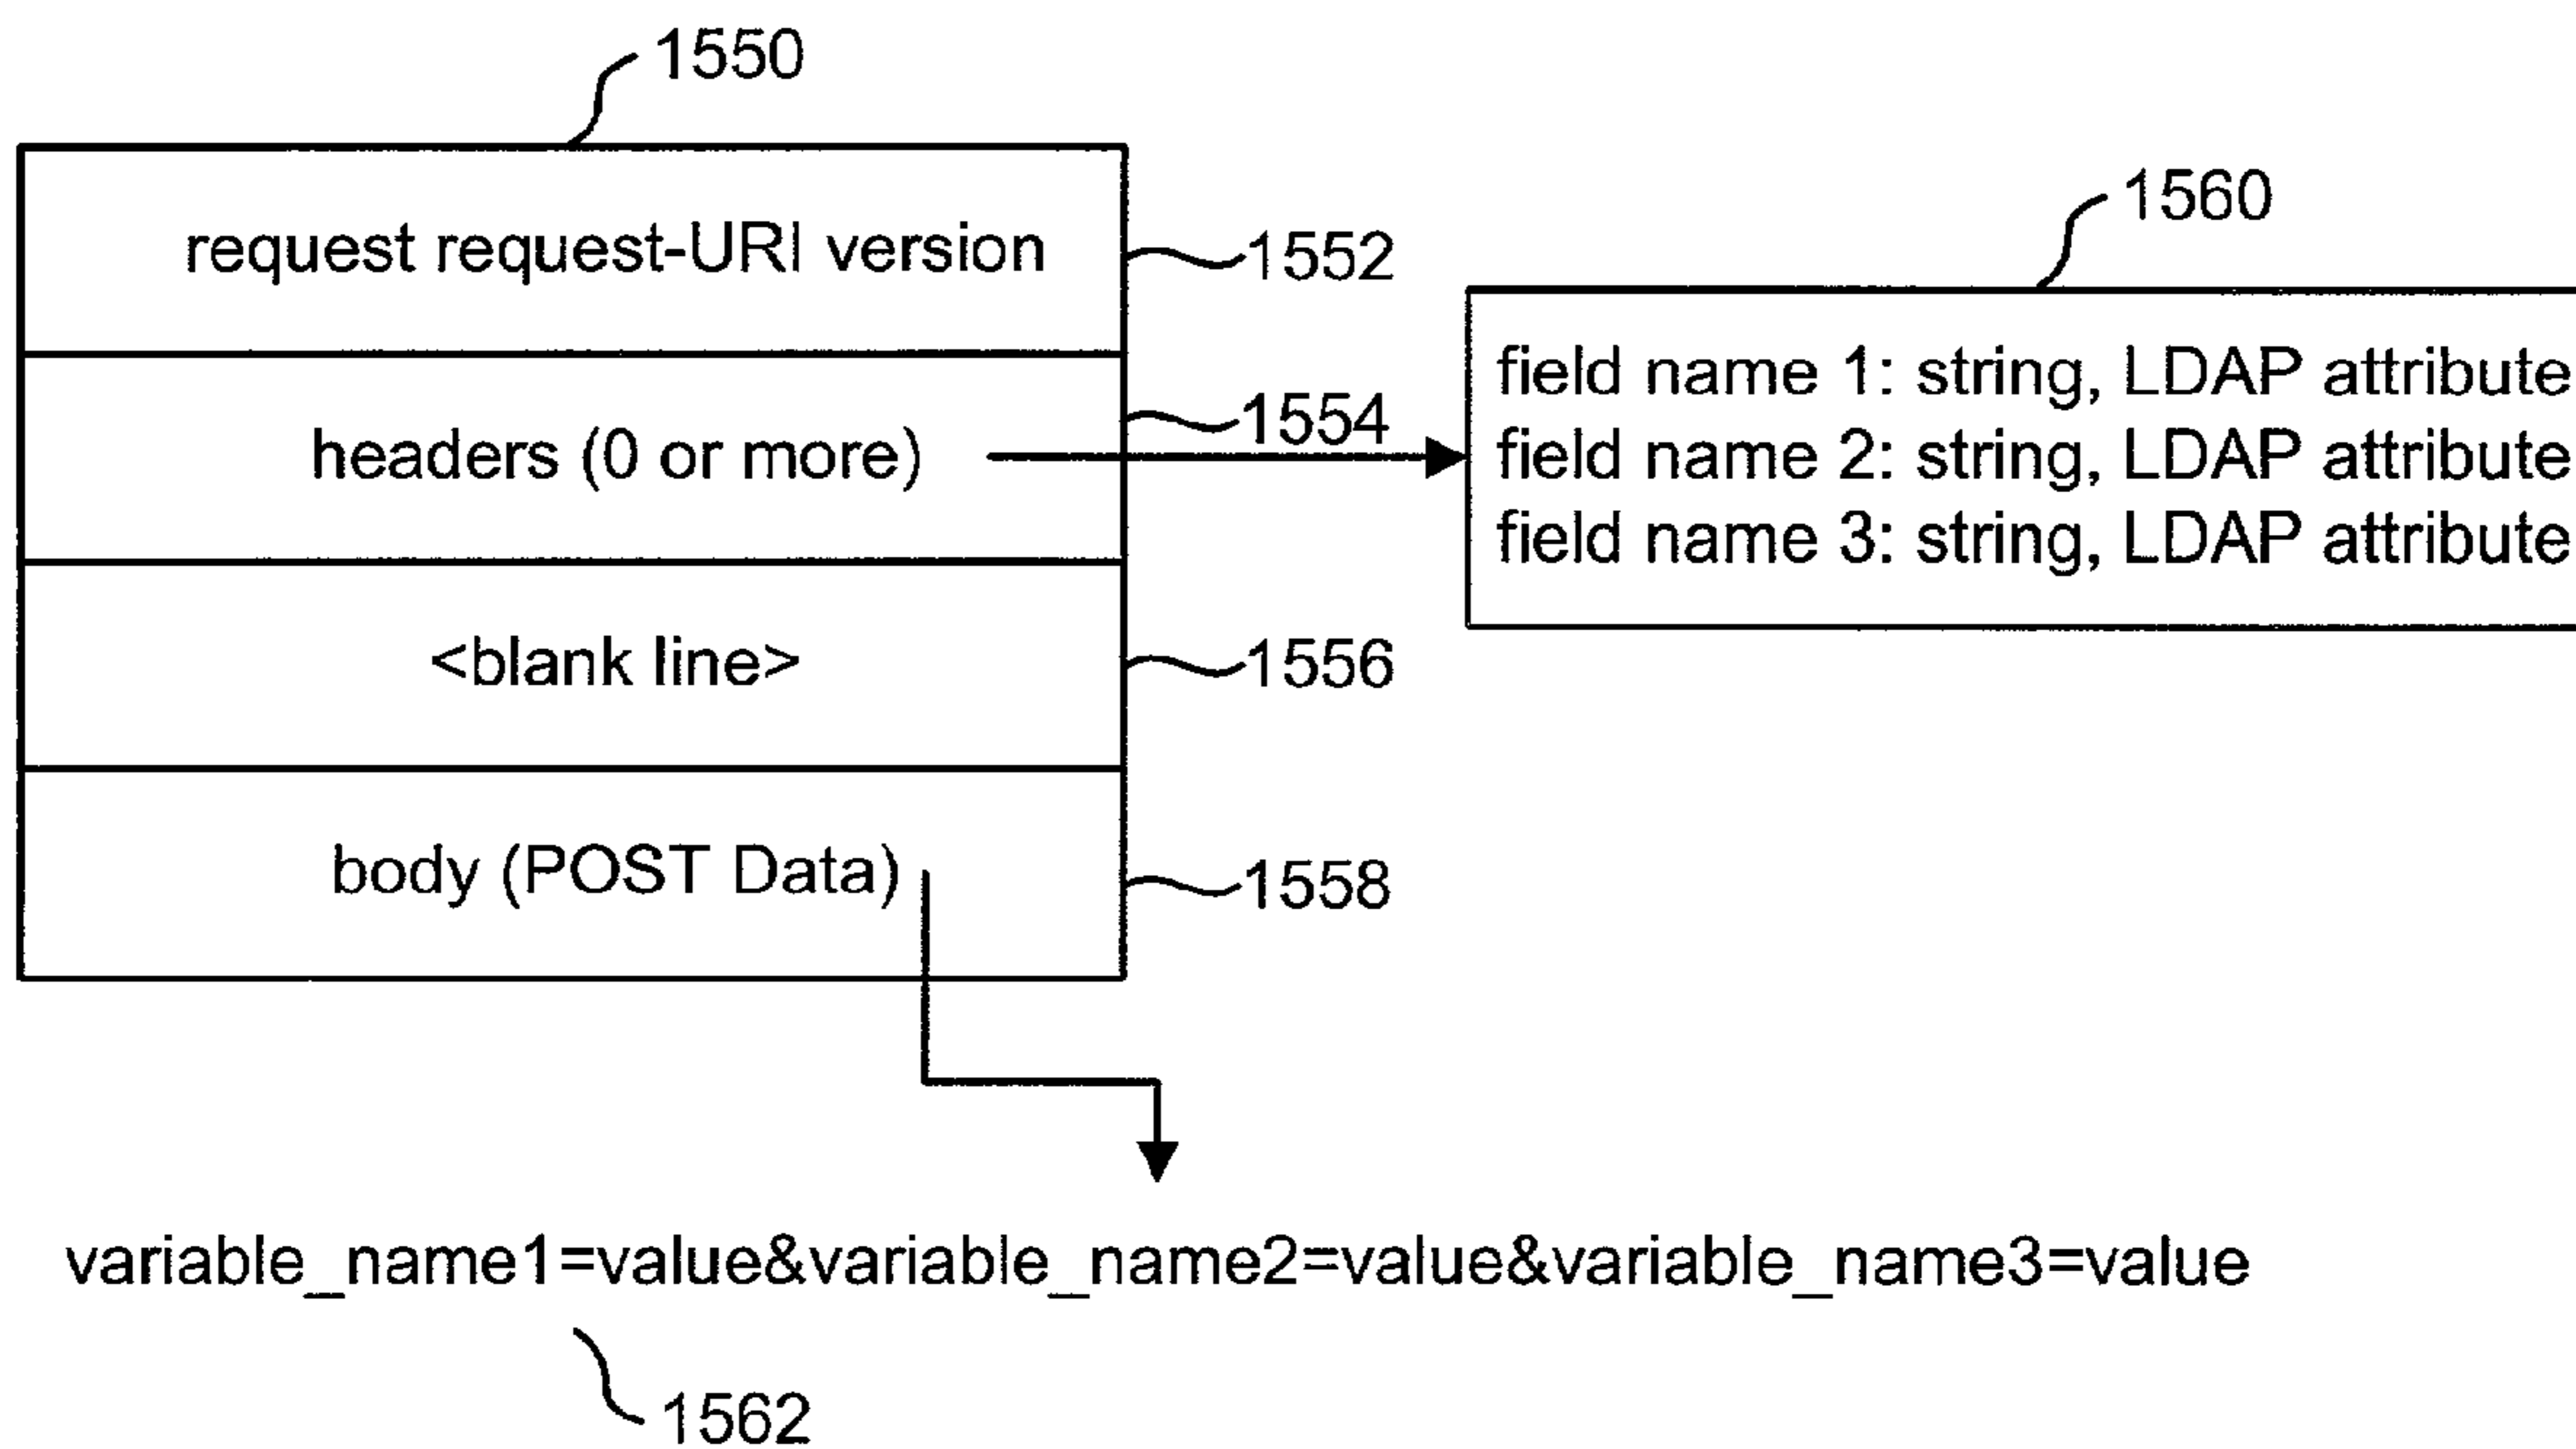 1550
request request-URI version
1552
1560
headers (0 or more)
1554
field name 1: string, LDAP attribute
field name 2: string, LDAP attribute
field name 3: string, LDAP attribute
<blank line>
1556
body (POST Data)
1558
variable_name1=value&variable_name2=value&variable_name3=value
1562